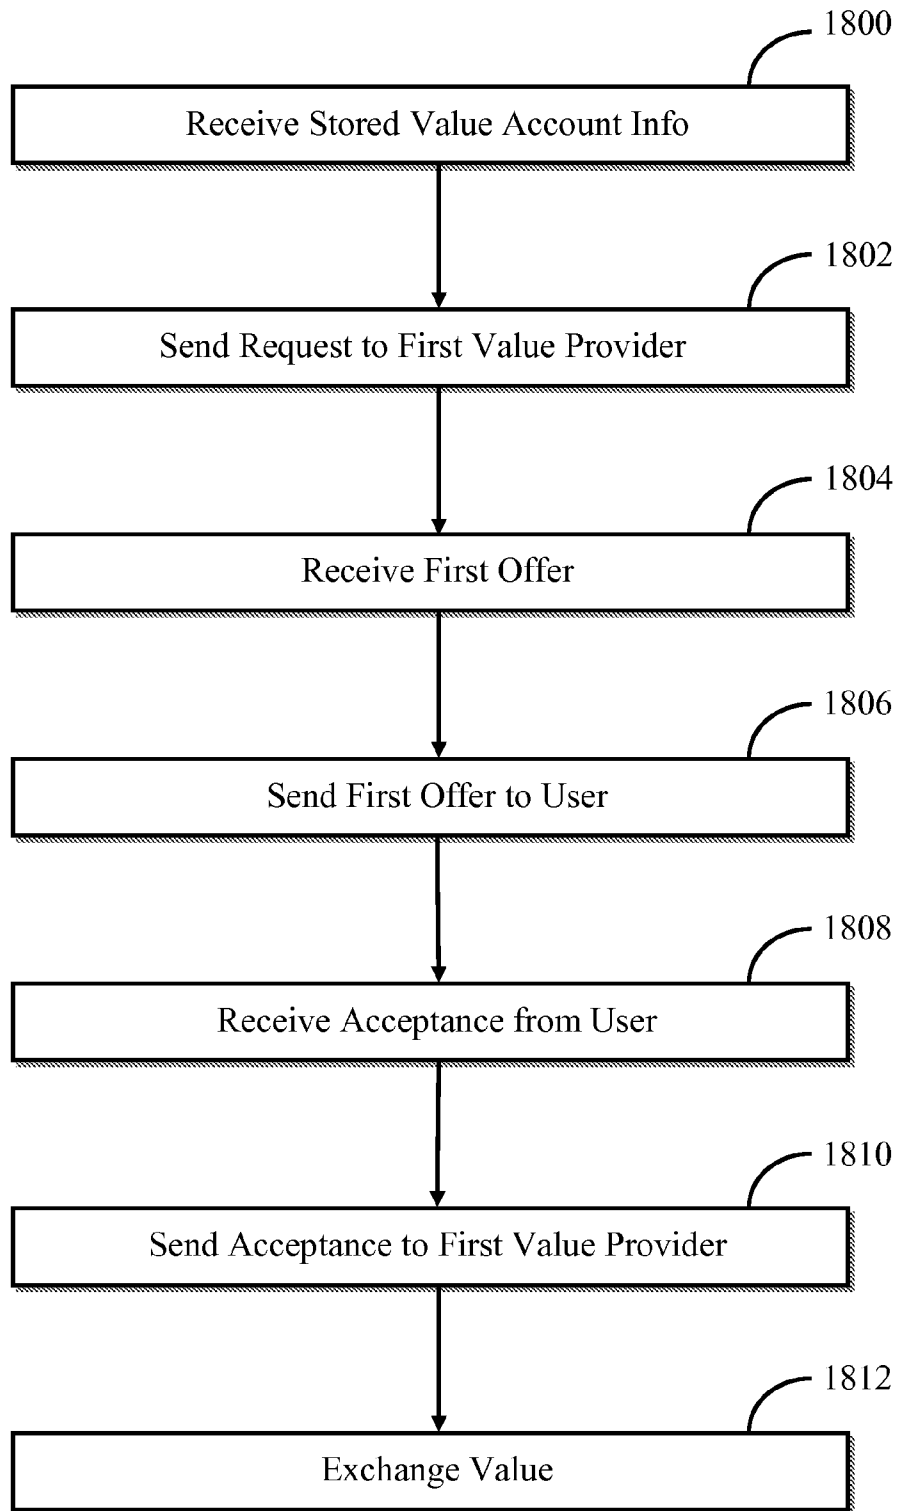 1800
Receive Stored Value Account Info
1802
Send Request to First Value Provider
1804
Receive First Offer
1806
Send First Offer to User
1808
Receive Acceptance from User
1810
Send Acceptance to First Value Provider
1812
Exchange Value